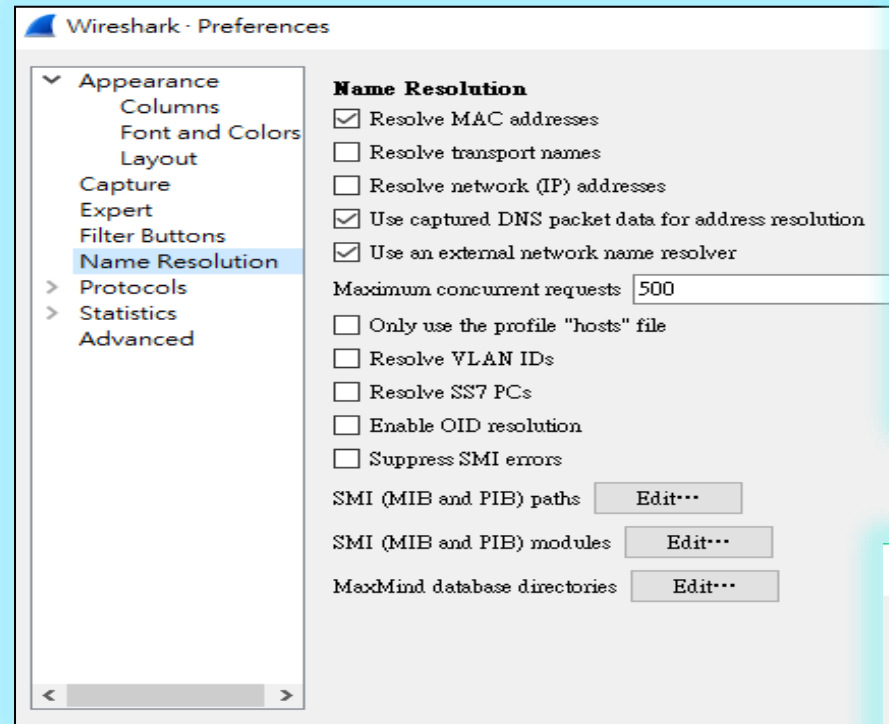 Wireshark · Preferences
Appearance
Columns
Font and Colors
Layout
Capture
Expert
Filter Buttons
Name Resolution
Protocols
Statistics
Advanced
Name Resolution
Resolve MAC addresses
Resolve transport names
Resolve network (IP) addresses
Use captured DNS packet data for address resolution
Use an external network name resolver
Maximum concurrent requests 500
Only use the profile "hosts" file
Resolve VLAN IDs
Resolve SS7 PCs
Enable OID resolution
Suppress SMI errors
SMI (MIB and PIB) paths Edit···
SMI (MIB and PIB) modules Edit···
MaxMind database directories Edit···